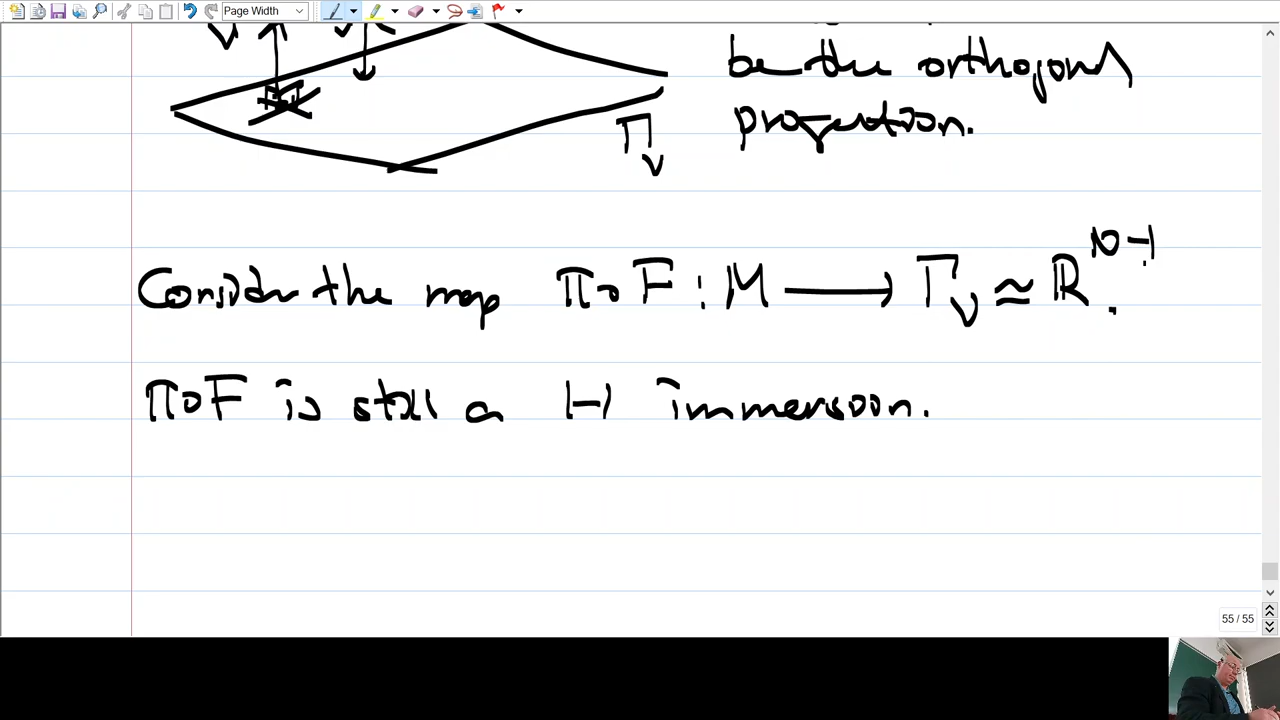 Page Width
be the orthogonal
projection.
Π_v
v
Consider the map π∘F : M ⟶ Π_v ≈ ℝ^{N-1}.
π∘F is still a 1-1 immersion.
55 / 55